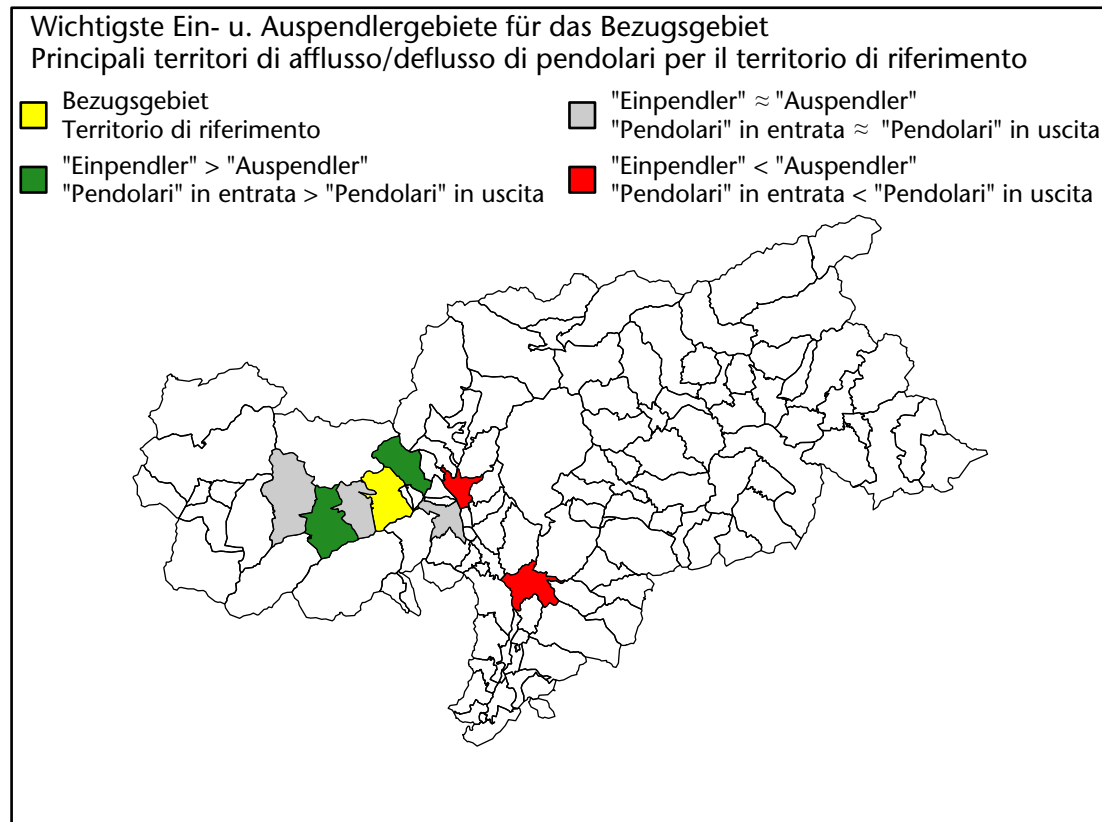 Wichtigste Ein- u. Auspendlergebiete für das Bezugsgebiet
Principali territori di afflusso/deflusso di pendolari per il territorio di riferimento
Bezugsgebiet
Territorio di riferimento
"Einpendler" > "Auspendler"
"Pendolari" in entrata > "Pendolari" in uscita
"Einpendler" ≈ "Auspendler"
"Pendolari" in entrata ≈ "Pendolari" in uscita
"Einpendler" < "Auspendler"
"Pendolari" in entrata < "Pendolari" in uscita